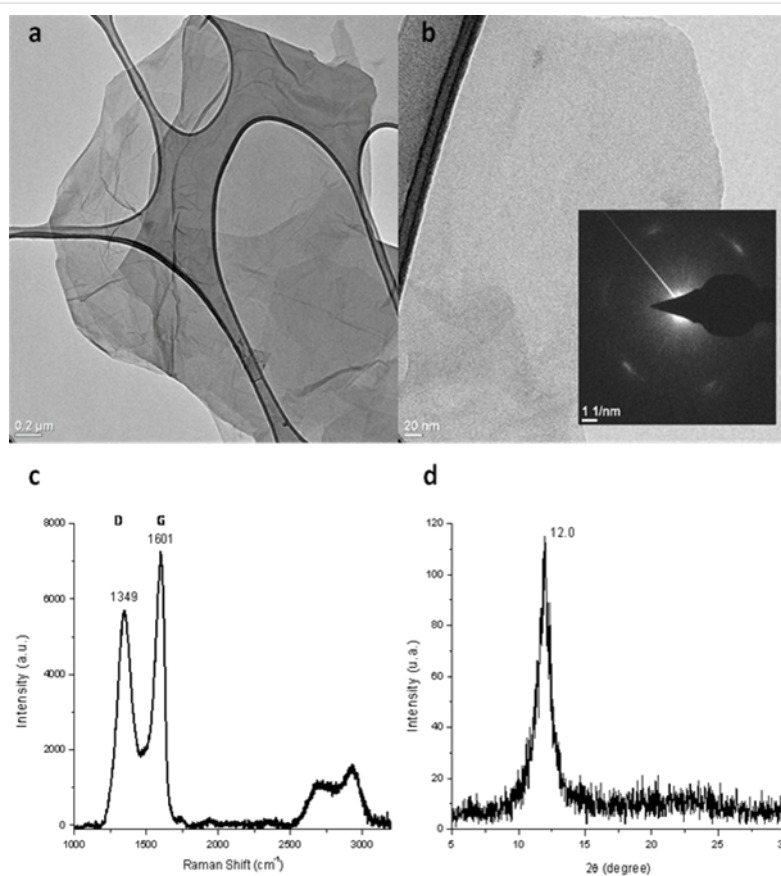 a
b
0.2 µm
20 nm
1 1/nm
c
d
D G
1601
1349
8000
6000
4000
2000
0
Intensity (a.u.)
1000 1500 2000 2500 3000
Raman Shift (cm⁻¹)
12.0
120
100
80
60
40
20
0
Intensity (u.a.)
5 10 15 20 25 30
2θ (degree)